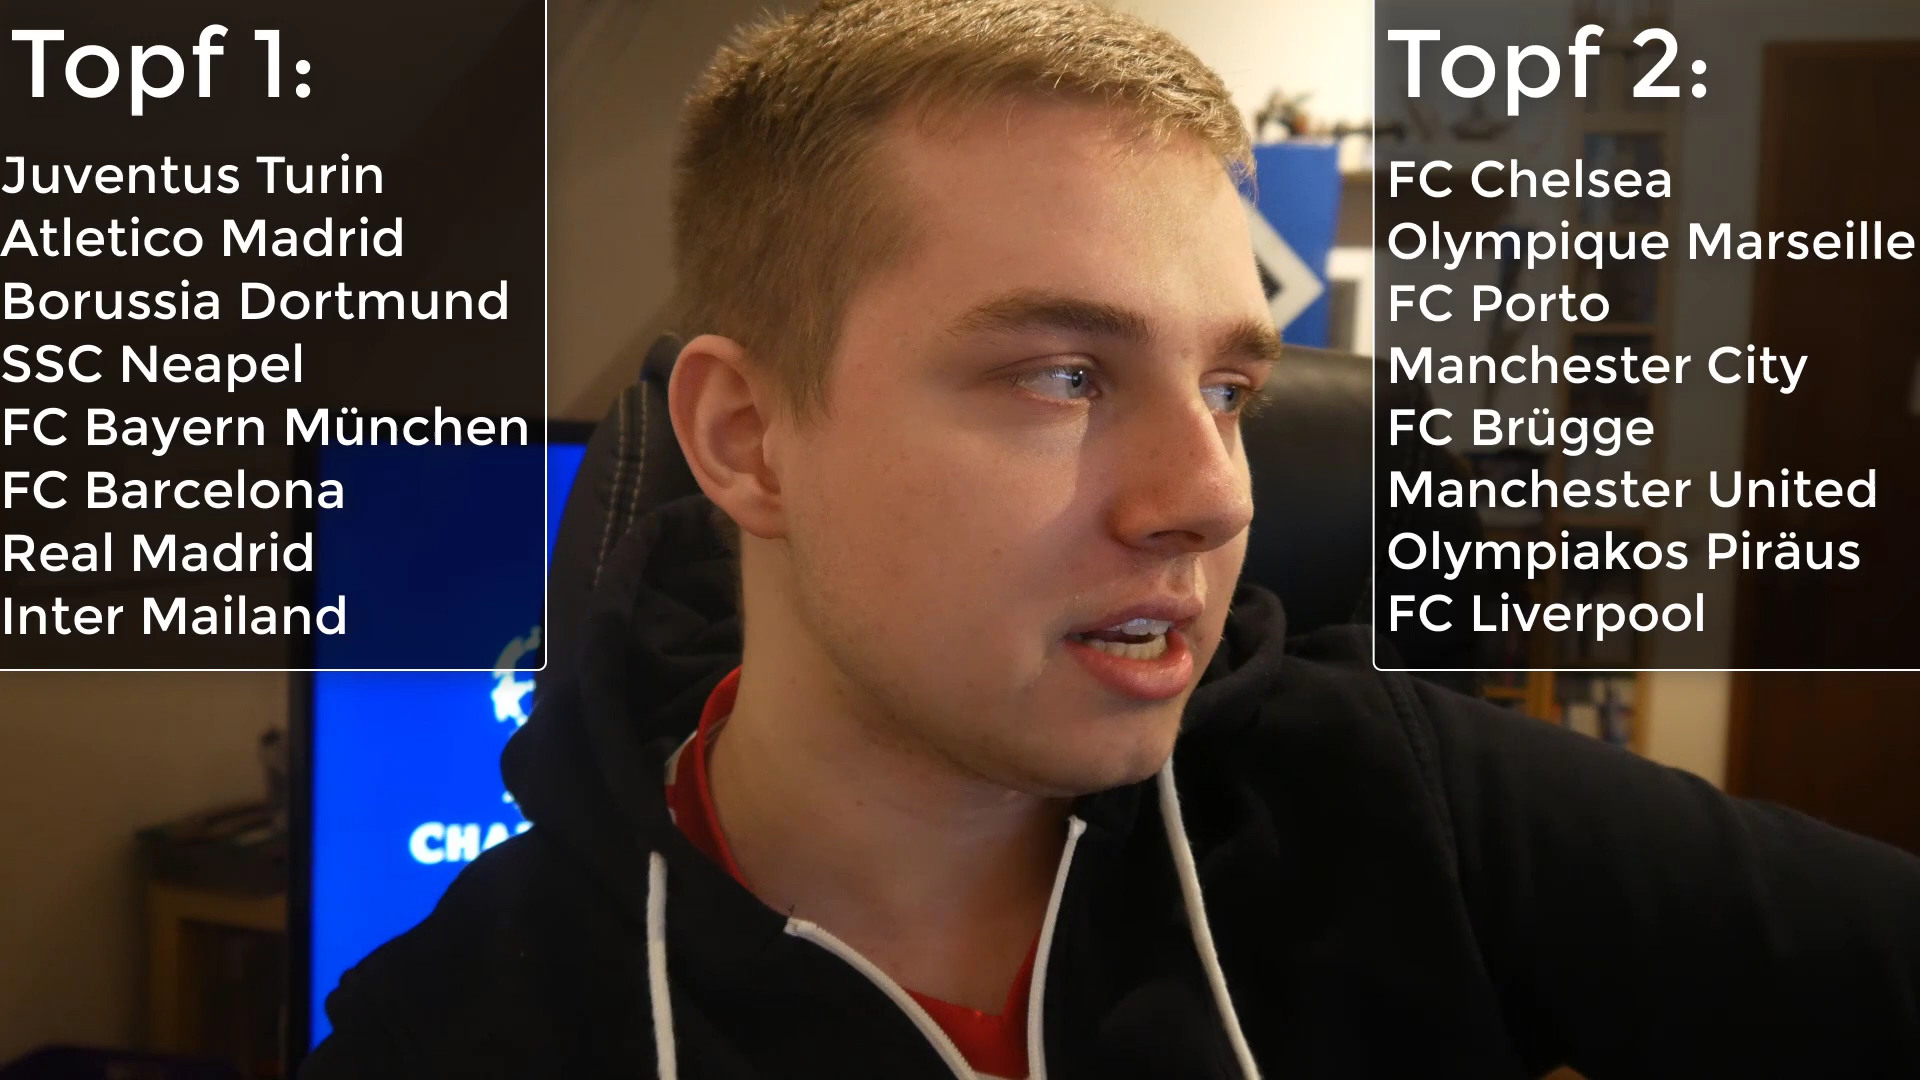 Topf 1:
Juventus Turin
Atletico Madrid
Borussia Dortmund
SSC Neapel
FC Bayern München
FC Barcelona
Real Madrid
Inter Mailand
Topf 2:
FC Chelsea
Olympique Marseille
FC Porto
Manchester City
FC Brügge
Manchester United
Olympiakos Piräus
FC Liverpool
CHA